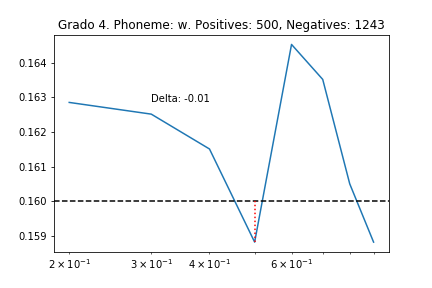 Grado 4. Phoneme: w. Positives: 500, Negatives: 1243
0.164
0.163
Delta: -0.01
0.162
0.161
0.160
0.159
2 × 10⁻¹ 3 × 10⁻¹ 4 × 10⁻¹ 6 × 10⁻¹